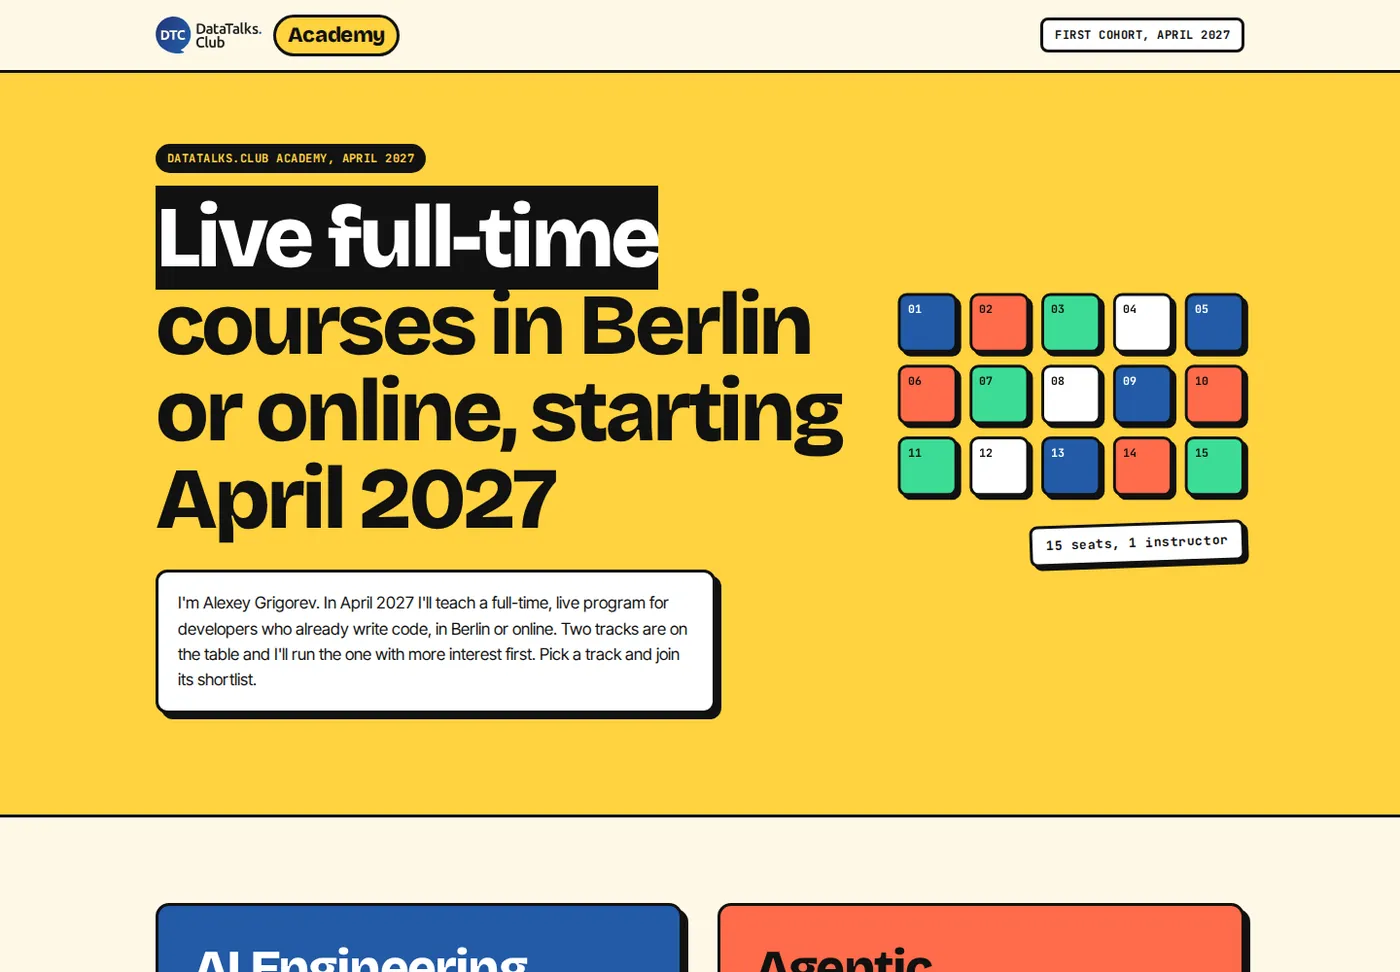 DTC
DataTalks.
Club
Academy
FIRST COHORT, APRIL 2027
DATATALKS.CLUB ACADEMY, APRIL 2027
Live full-time
courses in Berlin
or online, starting
April 2027
I'm Alexey Grigorev. In April 2027 I'll teach a full-time, live program for
developers who already write code, in Berlin or online. Two tracks are on
the table and I'll run the one with more interest first. Pick a track and join
its shortlist.
01 02 03 04 05
06 07 08 09 10
11 12 13 14 15
15 seats, 1 instructor
AI Engineering
Agentic